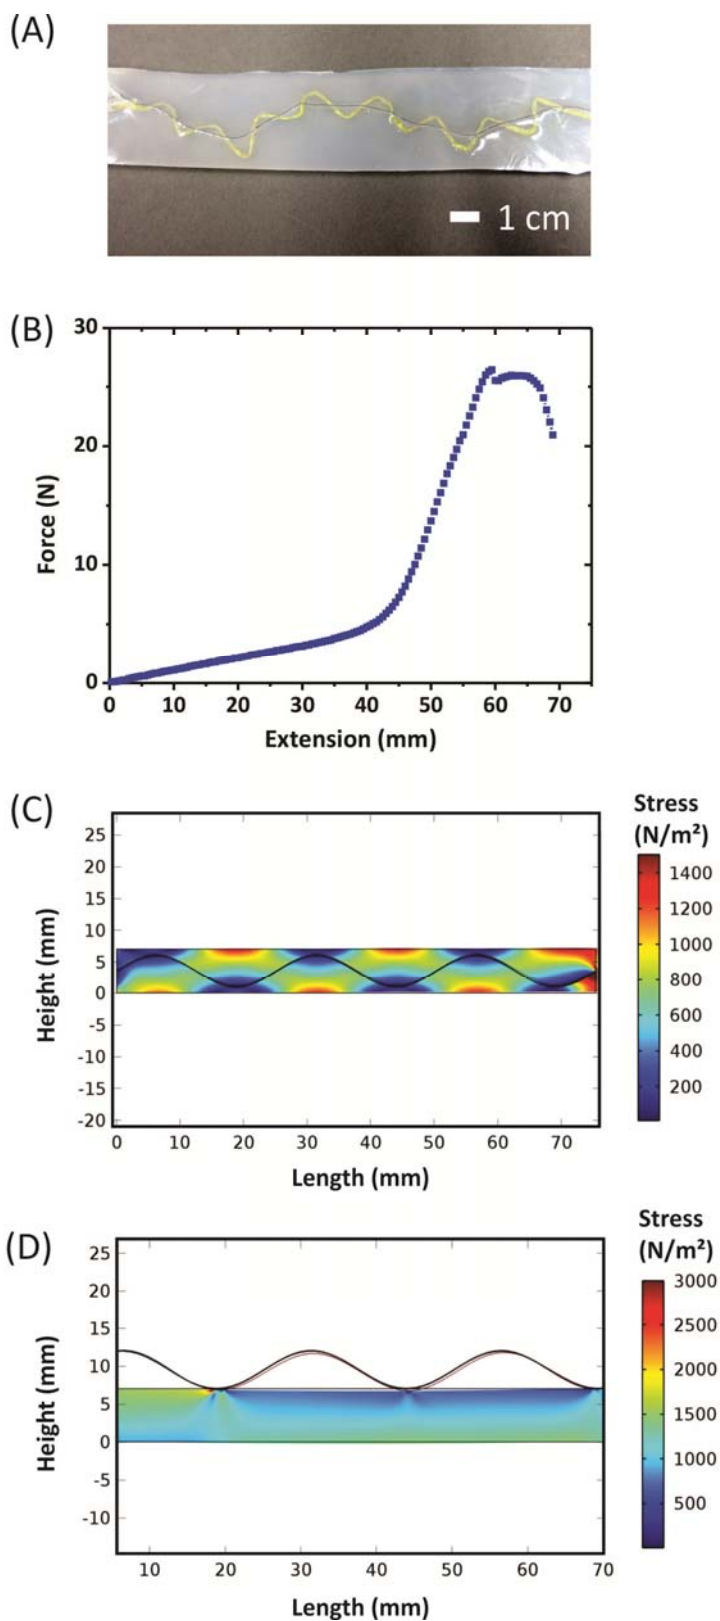 (A)
1 cm
(B)
30
20
10
0
Force (N)
0 10 20 30 40 50 60 70
Extension (mm)
(C)
Stress
(N/m²)
25
20
15
10
5
0
-5
-10
-15
-20
Height (mm)
1400
1200
1000
800
600
400
200
0 10 20 30 40 50 60 70
Length (mm)
(D)
Stress
(N/m²)
25
20
15
10
5
0
-5
-10
Height (mm)
3000
2500
2000
1500
1000
500
10 20 30 40 50 60 70
Length (mm)